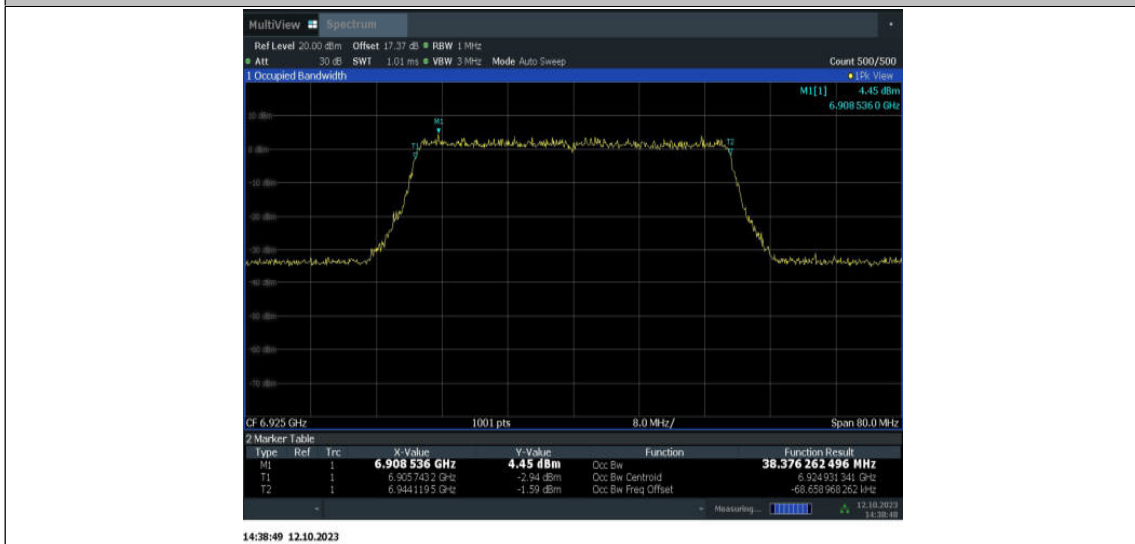 MultiView Spectrum
Ref Level 20.00 dBm Offset 17.37 dB RBW 1 MHz
Att 30 dB SWT 1.01 ms VBW 3 MHz Mode Auto Sweep Count 500/500
1 Occupied Bandwidth 1Pk View
M1[1] 4.45 dBm
6.908 536 0 GHz
10 dBm
M1
T1 T2
0 dBm
-10 dBm
-20 dBm
-30 dBm
-40 dBm
-50 dBm
-60 dBm
-70 dBm
CF 6.925 GHz 1001 pts 8.0 MHz/ Span 80.0 MHz
2 Marker Table
Type Ref Trc X-Value Y-Value Function Function Result
M1 1 6.908 536 GHz 4.45 dBm Occ Bw 38.376 262 496 MHz
T1 1 6.905 743 2 GHz -2.94 dBm Occ Bw Centroid 6.924 931 341 GHz
T2 1 6.944 119 5 GHz -1.59 dBm Occ Bw Freq Offset -68.658 968 262 kHz
Measuring... 12.10.2023
14:38:48
14:38:49 12.10.2023